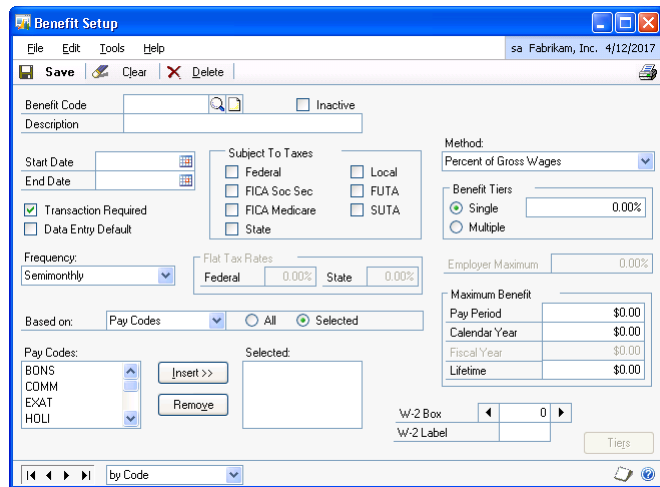 Benefit Setup
File Edit Tools Help
sa Fabrikam, Inc. 4/12/2017
Save Clear Delete
Benefit Code
Inactive
Description
Start Date
End Date
Transaction Required
Data Entry Default
Subject To Taxes
Federal Local
FICA Soc Sec FUTA
FICA Medicare SUTA
State
Method:
Percent of Gross Wages
Benefit Tiers
Single 0.00%
Multiple
Frequency:
Semimonthly
Flat Tax Rates
Federal 0.00% State 0.00%
Employer Maximum 0.00%
Maximum Benefit
Pay Period $0.00
Calendar Year $0.00
Fiscal Year $0.00
Lifetime $0.00
Based on: Pay Codes All Selected
Pay Codes:
BONS
COMM
EXAT
HOLI
Insert >>
Remove
Selected:
W-2 Box 0
W-2 Label
Tiers
by Code